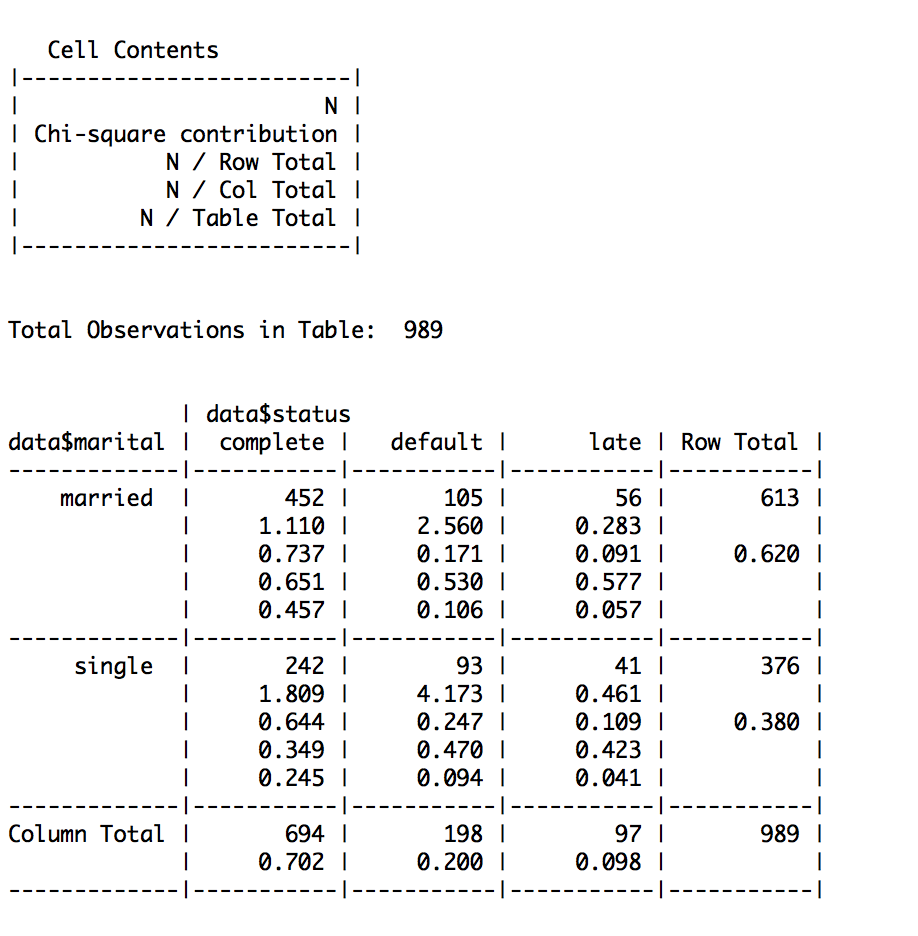 Cell Contents
|-------------------------|
|                       N |
| Chi-square contribution |
|           N / Row Total |
|           N / Col Total |
|         N / Table Total |
|-------------------------|

Total Observations in Table:  989

             | data$status
data$marital |  complete |   default |      late | Row Total |
-------------|-----------|-----------|-----------|-----------|
    married  |       452 |       105 |        56 |       613 |
             |     1.110 |     2.560 |     0.283 |           |
             |     0.737 |     0.171 |     0.091 |     0.620 |
             |     0.651 |     0.530 |     0.577 |           |
             |     0.457 |     0.106 |     0.057 |           |
-------------|-----------|-----------|-----------|-----------|
     single  |       242 |        93 |        41 |       376 |
             |     1.809 |     4.173 |     0.461 |           |
             |     0.644 |     0.247 |     0.109 |     0.380 |
             |     0.349 |     0.470 |     0.423 |           |
             |     0.245 |     0.094 |     0.041 |           |
-------------|-----------|-----------|-----------|-----------|
Column Total |       694 |       198 |        97 |       989 |
             |     0.702 |     0.200 |     0.098 |           |
-------------|-----------|-----------|-----------|-----------|